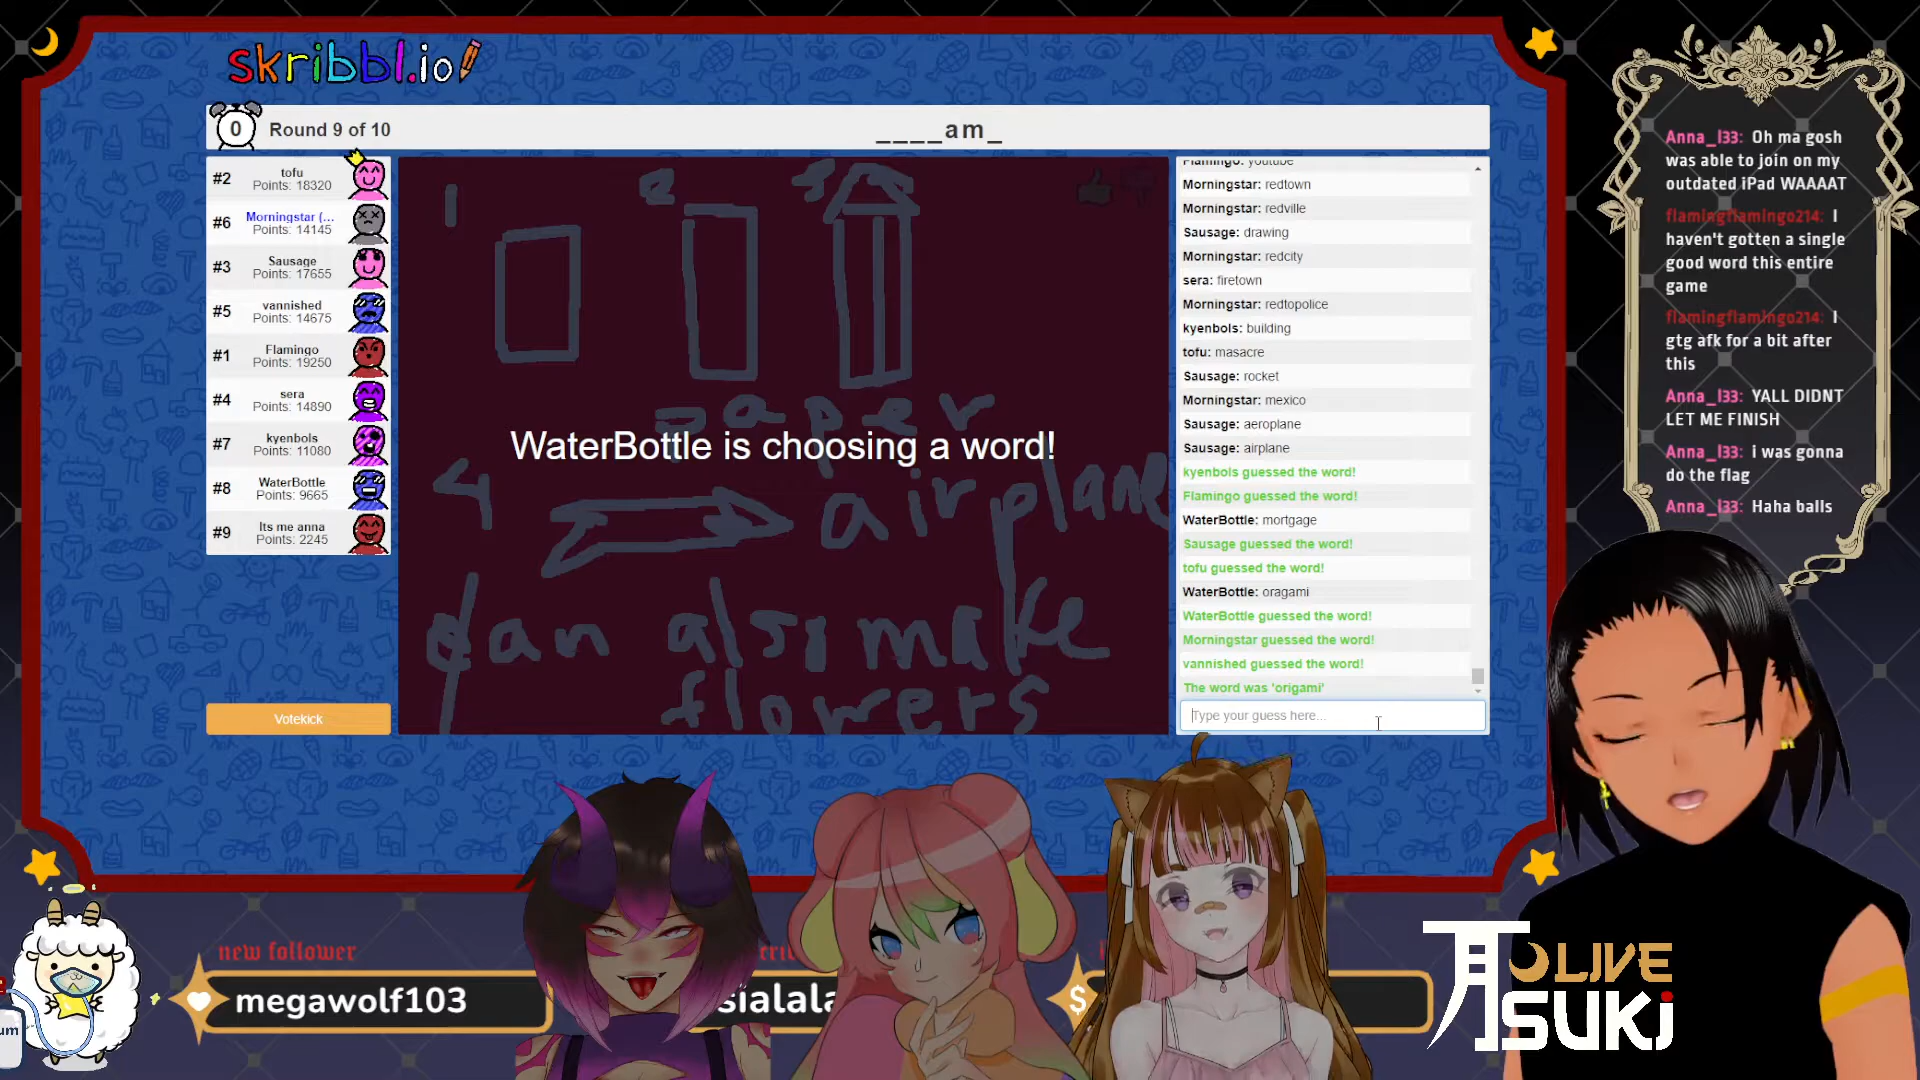 skribbl.io
0
Round 9 of 10
____am_
#2 tofu
Points: 18320
#6 Morningstar (...
Points: 14145
#3 Sausage
Points: 17655
#5 vannished
Points: 14675
#1 Flamingo
Points: 19250
#4 sera
Points: 14890
#7 kyenbols
Points: 11080
#8 WaterBottle
Points: 9665
#9 Its me anna
Points: 2245
Votekick
1 2 3
paper
WaterBottle is choosing a word!
4
airplane
can also make
flowers
Flamingo: youtube
Morningstar: redtown
Morningstar: redville
Sausage: drawing
Morningstar: redcity
sera: firetown
Morningstar: redtopolice
kyenbols: building
tofu: masacre
Sausage: rocket
Morningstar: mexico
Sausage: aeroplane
Sausage: airplane
kyenbols guessed the word!
Flamingo guessed the word!
WaterBottle: mortgage
Sausage guessed the word!
tofu guessed the word!
WaterBottle: oragami
WaterBottle guessed the word!
Morningstar guessed the word!
vannished guessed the word!
The word was 'origami'
Type your guess here...
Anna_l33: Oh ma gosh
was able to join on my
outdated iPad WAAAAT
flamingflamingo214: I
haven't gotten a single
good word this entire
game
flamingflamingo214: I
gtg afk for a bit after
this
Anna_l33: YALL DIDNT
LET ME FINISH
Anna_l33: i was gonna
do the flag
Anna_l33: Haha balls
new follower
megawolf103
LIVE
TSUKi